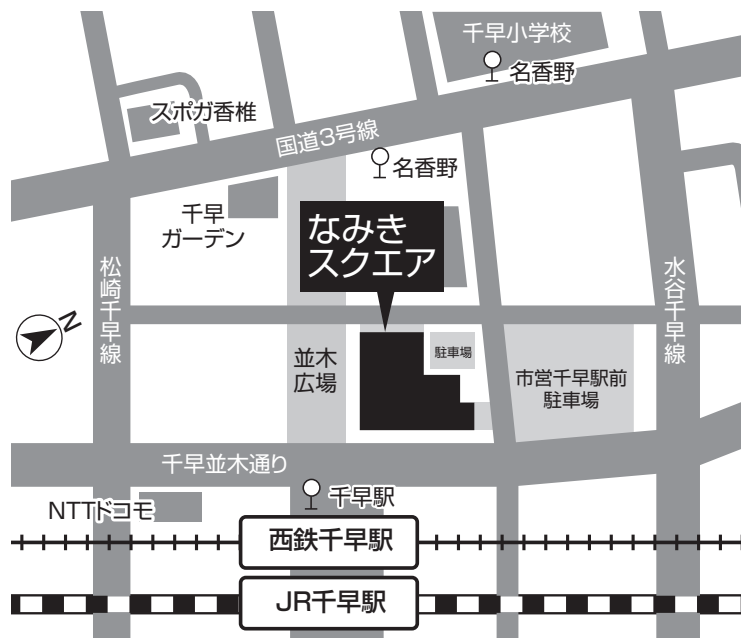 千早小学校
名香野
スポガ香椎
国道3号線
名香野
千早
ガーデン
なみき
スクエア
松崎千早線
水谷千早線
N
並木
広場
駐車場
市営千早駅前
駐車場
千早並木通り
千早駅
NTTドコモ
西鉄千早駅
JR千早駅